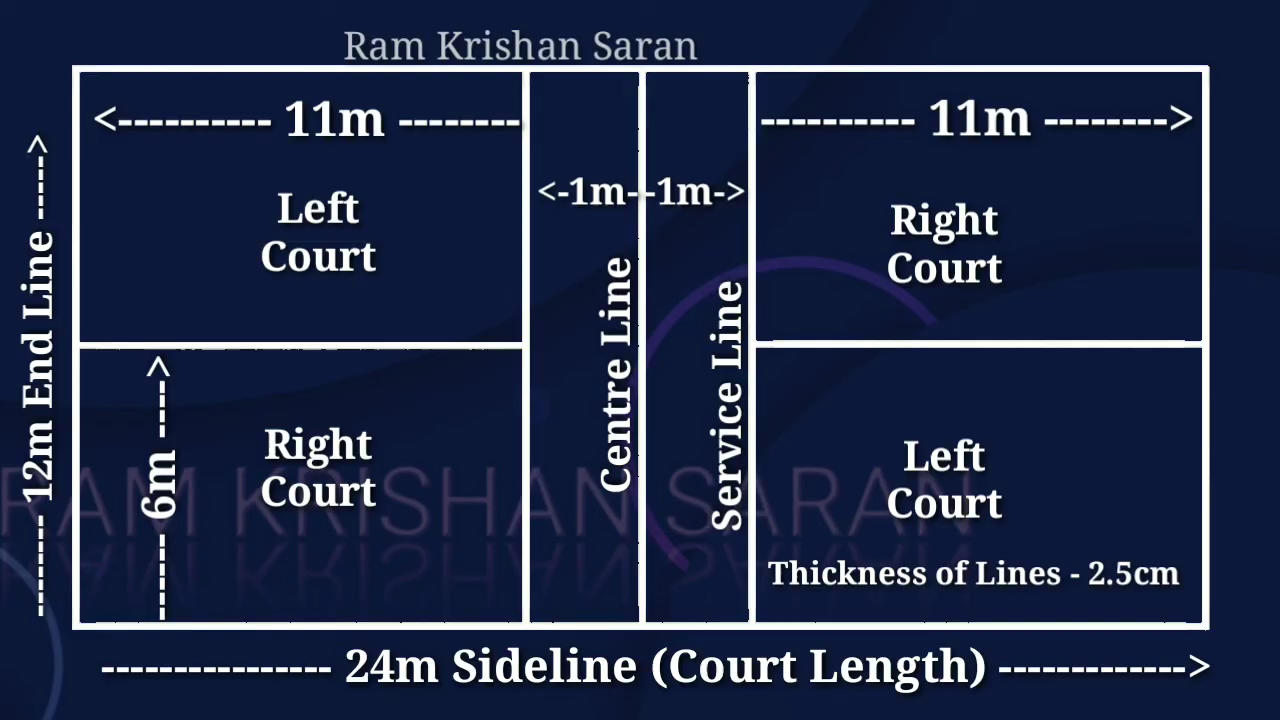 Ram Krishan Saran
<---------- 11m --------
---------- 11m -------->
<-1m--1m->
Left
Court
Right
Court
--------- 12m End Line ----->
Centre Line
Service Line
------- 6m ----->
Right
Court
Left
Court
RAM KRISHAN SARAN
Thickness of Lines - 2.5cm
---------------- 24m Sideline (Court Length) ------------->